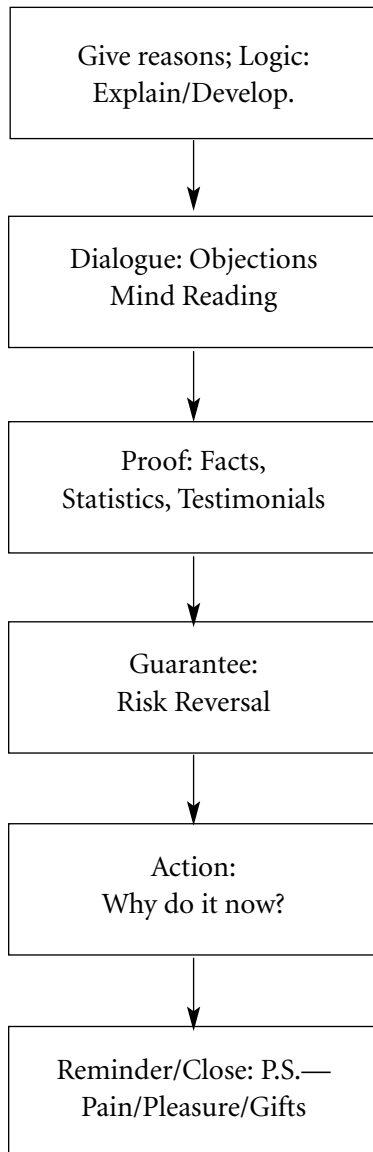 Give reasons; Logic:
Explain/Develop.
Dialogue: Objections
Mind Reading
Proof: Facts,
Statistics, Testimonials
Guarantee:
Risk Reversal
Action:
Why do it now?
Reminder/Close: P.S.—
Pain/Pleasure/Gifts